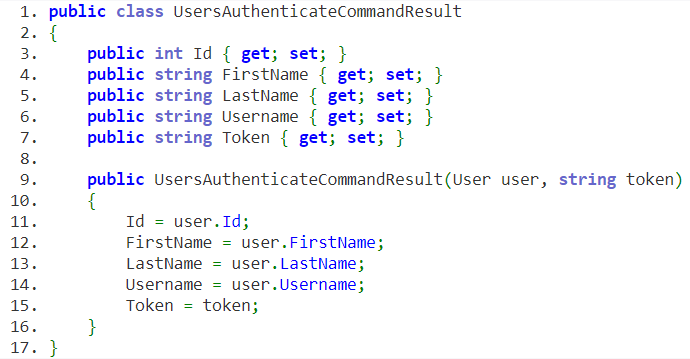 1. public class UsersAuthenticateCommandResult
2. {
3.     public int Id { get; set; }
4.     public string FirstName { get; set; }
5.     public string LastName { get; set; }
6.     public string Username { get; set; }
7.     public string Token { get; set; }
8.
9.     public UsersAuthenticateCommandResult(User user, string token)
10.     {
11.         Id = user.Id;
12.         FirstName = user.FirstName;
13.         LastName = user.LastName;
14.         Username = user.Username;
15.         Token = token;
16.     }
17. }